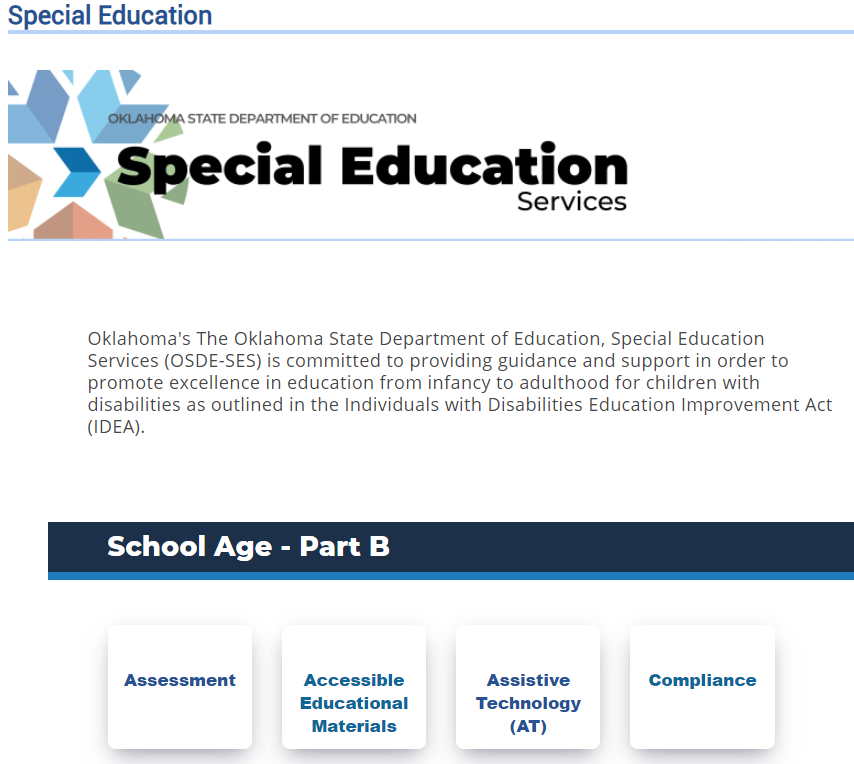 Special Education
OKLAHOMA STATE DEPARTMENT OF EDUCATION
Special Education
Services
Oklahoma's The Oklahoma State Department of Education, Special Education
Services (OSDE-SES) is committed to providing guidance and support in order to
promote excellence in education from infancy to adulthood for children with
disabilities as outlined in the Individuals with Disabilities Education Improvement Act
(IDEA).
School Age - Part B
Assessment
Accessible
Educational
Materials
Assistive
Technology
(AT)
Compliance